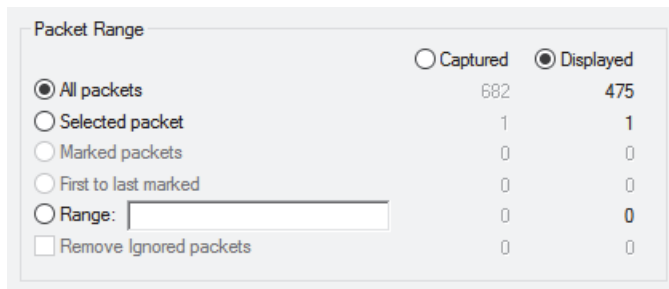 Packet Range
Captured Displayed
All packets 682 475
Selected packet 1 1
Marked packets 0 0
First to last marked 0 0
Range: 0 0
Remove Ignored packets 0 0